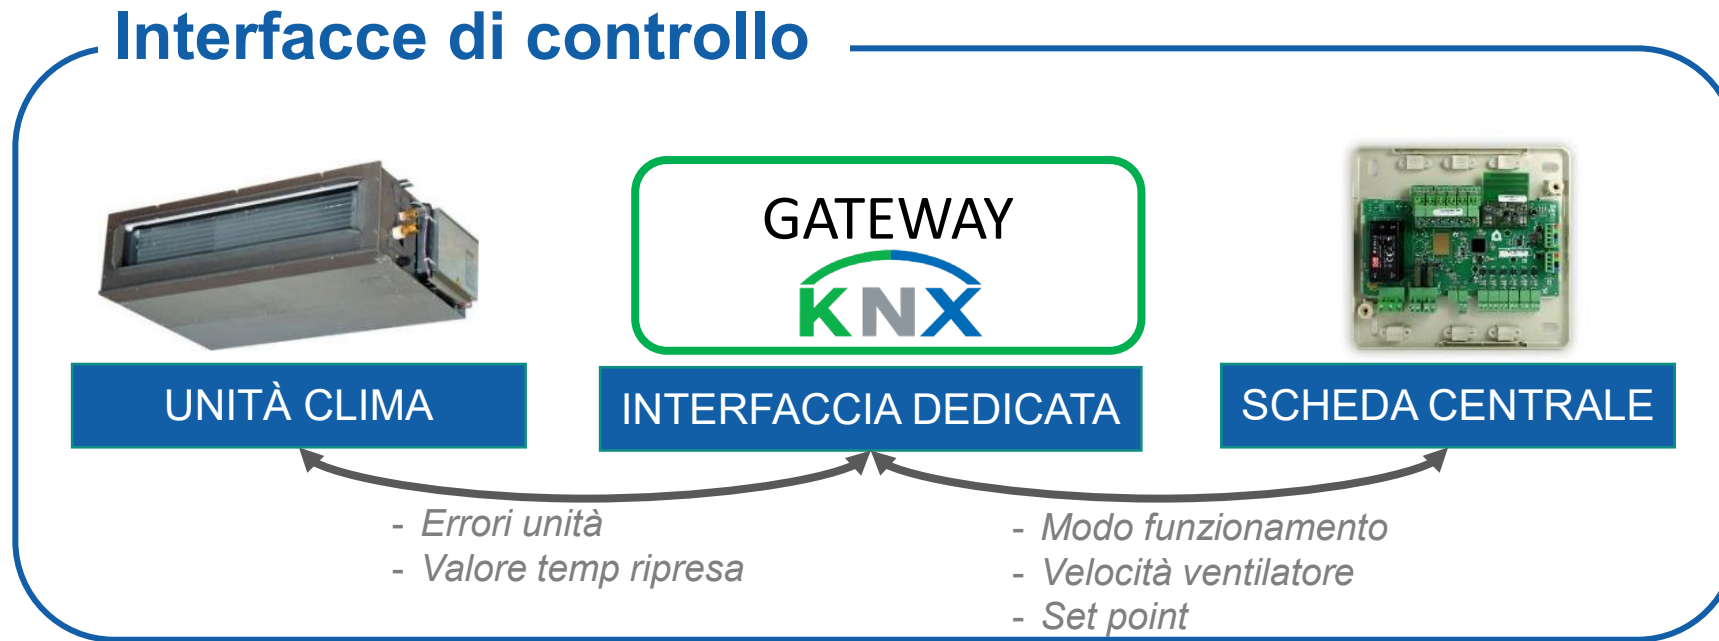 Interfacce di controllo
GATEWAY
KNX
UNITÀ CLIMA
INTERFACCIA DEDICATA
SCHEDA CENTRALE
- Errori unità
- Valore temp ripresa
- Modo funzionamento
- Velocità ventilatore
- Set point